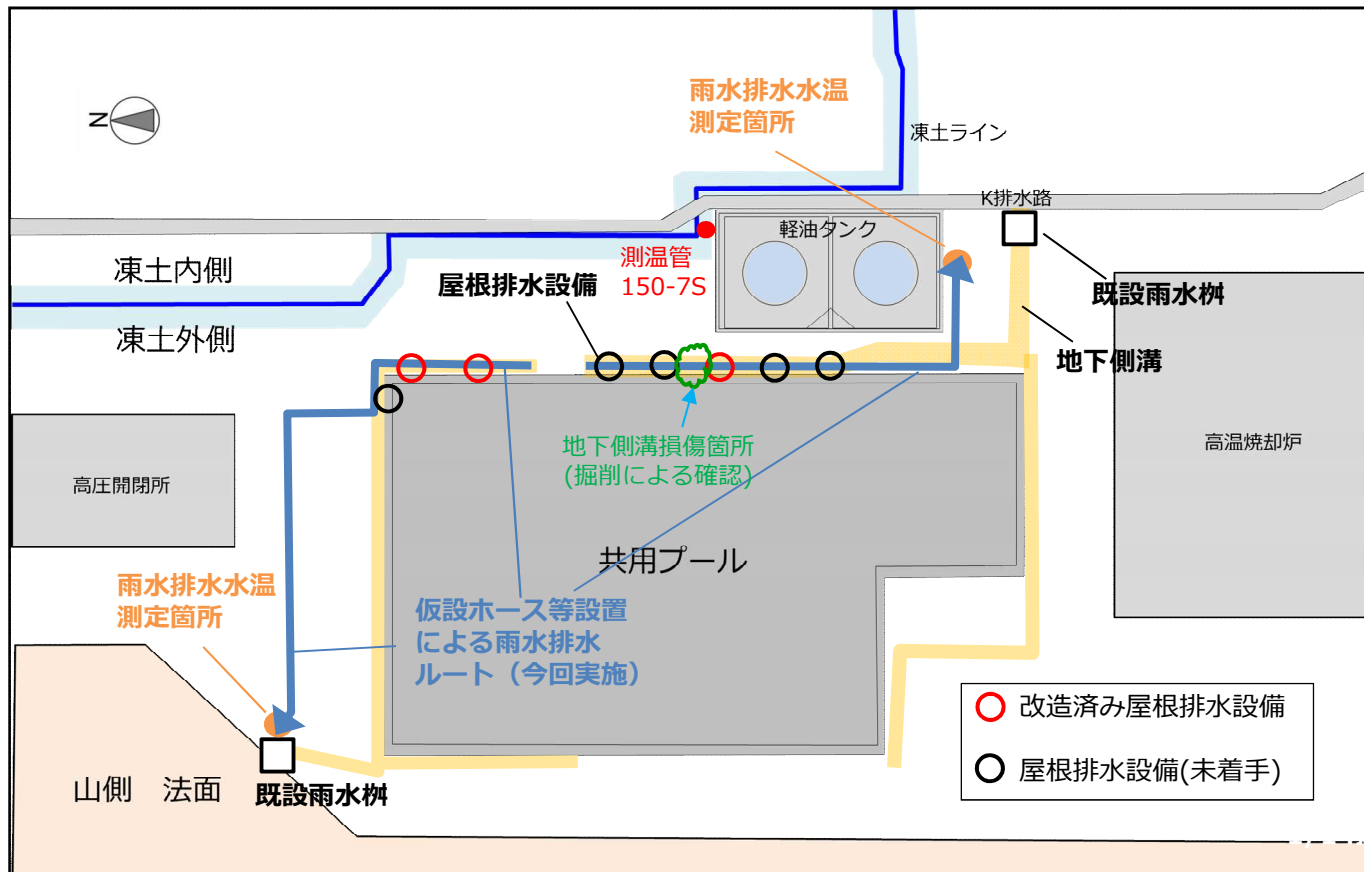 N
雨水排水水温
測定箇所
凍土ライン
K排水路
軽油タンク
測温管
150-7S
凍土内側
屋根排水設備
既設雨水桝
凍土外側
地下側溝
地下側溝損傷箇所
(掘削による確認)
高温焼却炉
高圧開閉所
共用プール
雨水排水水温
測定箇所
仮設ホース等設置
による雨水排水
ルート（今回実施）
改造済み屋根排水設備
屋根排水設備(未着手)
山側　法面
既設雨水桝